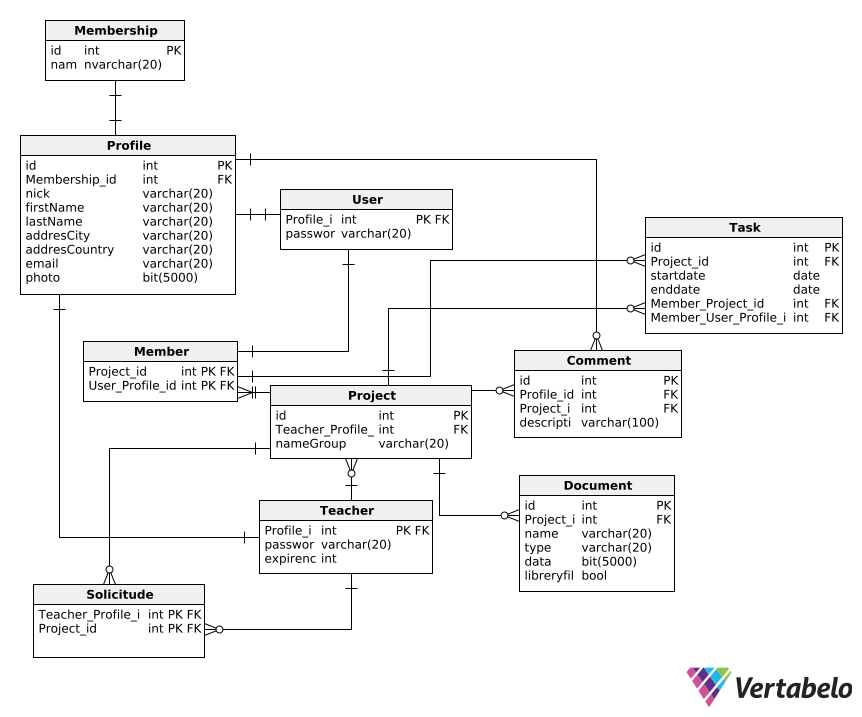 Membership
id int PK
nam nvarchar(20)
Profile
id int PK
Membership_id int FK
nick varchar(20)
firstName varchar(20)
lastName varchar(20)
addresCity varchar(20)
addresCountry varchar(20)
email varchar(20)
photo bit(5000)
User
Profile_i int PK FK
passwor varchar(20)
Task
id int PK
Project_id int FK
startdate date
enddate date
Member_Project_id int FK
Member_User_Profile_i int FK
Member
Project_id int PK FK
User_Profile_id int PK FK
Comment
id int PK
Profile_id int FK
Project_i int FK
descripti varchar(100)
Project
id int PK
Teacher_Profile_ int FK
nameGroup varchar(20)
Document
id int PK
Project_i int FK
name varchar(20)
type varchar(20)
data bit(5000)
libreryfil bool
Teacher
Profile_i int PK FK
passwor varchar(20)
expirenc int
Solicitude
Teacher_Profile_i int PK FK
Project_id int PK FK
Vertabelo